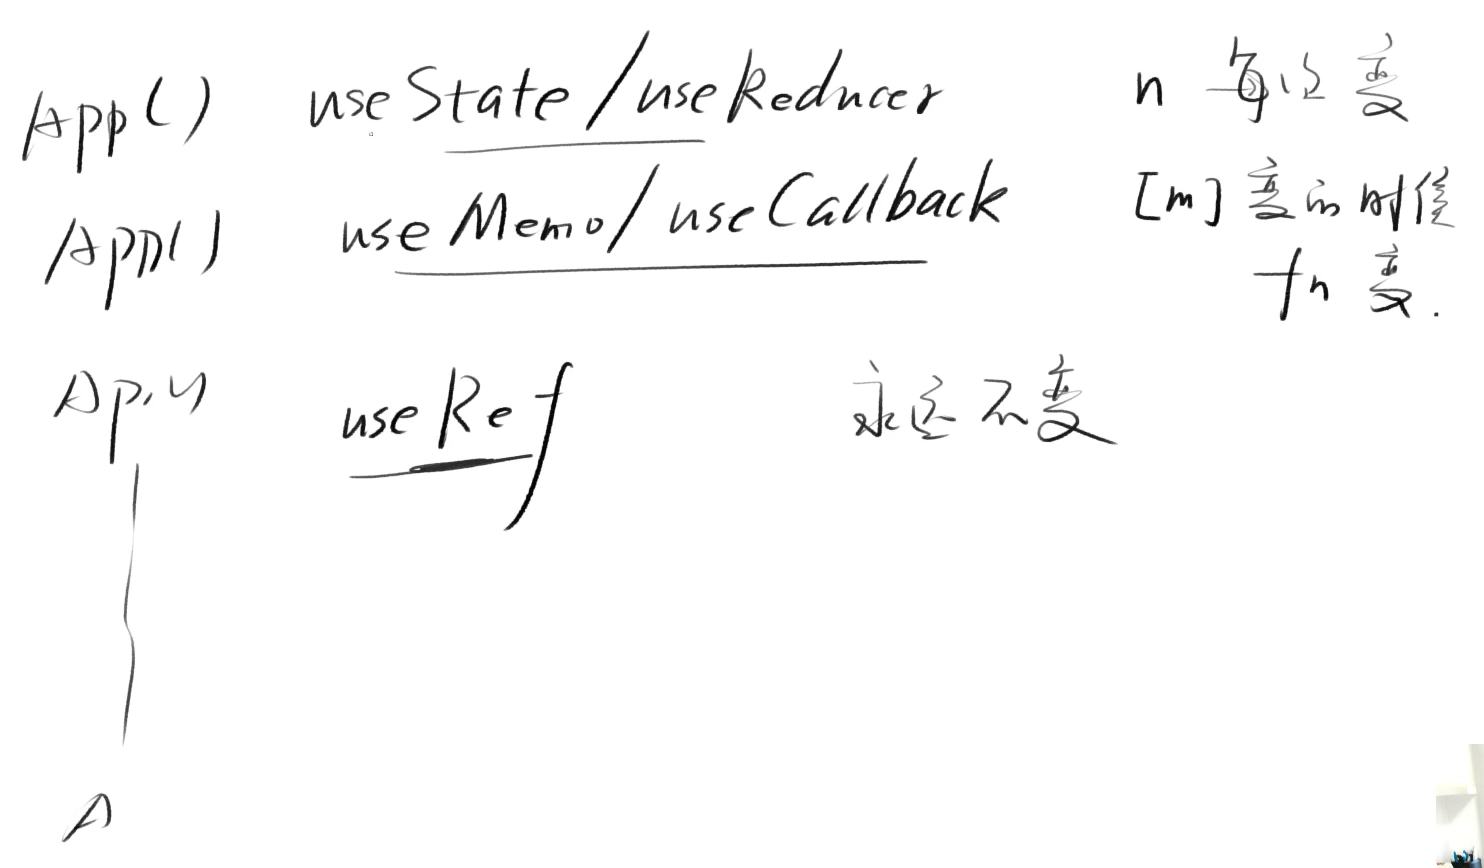 App() useState/useReducer n 每次变
App() useMemo/useCallback [m] 变的时候
fn 变.
App() useRef 永远不变
A